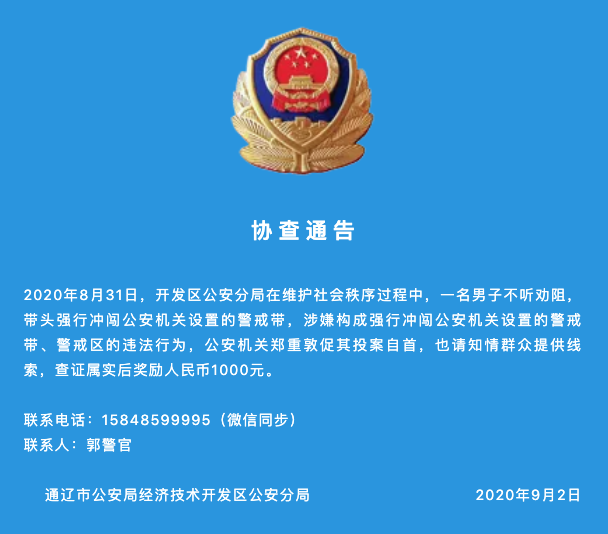 协查通告
2020年8月31日，开发区公安分局在维护社会秩序过程中，一名男子不听劝阻，
带头强行冲闯公安机关设置的警戒带，涉嫌构成强行冲闯公安机关设置的警戒
带、警戒区的违法行为，公安机关郑重敦促其投案自首，也请知情群众提供线
索，查证属实后奖励人民币1000元。
联系电话：15848599995（微信同步）
联系人：郭警官
通辽市公安局经济技术开发区公安分局 2020年9月2日